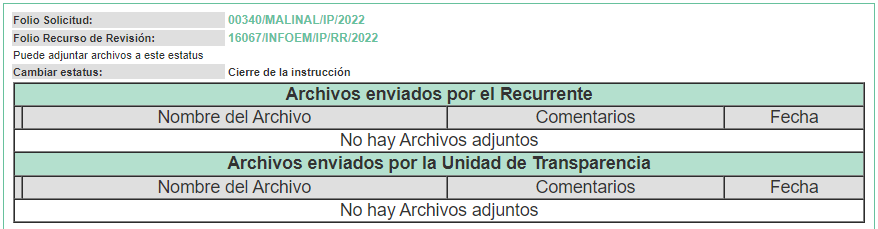 Folio Solicitud: 00340/MALINAL/IP/2022
Folio Recurso de Revisión: 16067/INFOEM/IP/RR/2022
Puede adjuntar archivos a este estatus
Cambiar estatus: Cierre de la instrucción
Archivos enviados por el Recurrente
Nombre del Archivo Comentarios Fecha
No hay Archivos adjuntos
Archivos enviados por la Unidad de Transparencia
Nombre del Archivo Comentarios Fecha
No hay Archivos adjuntos